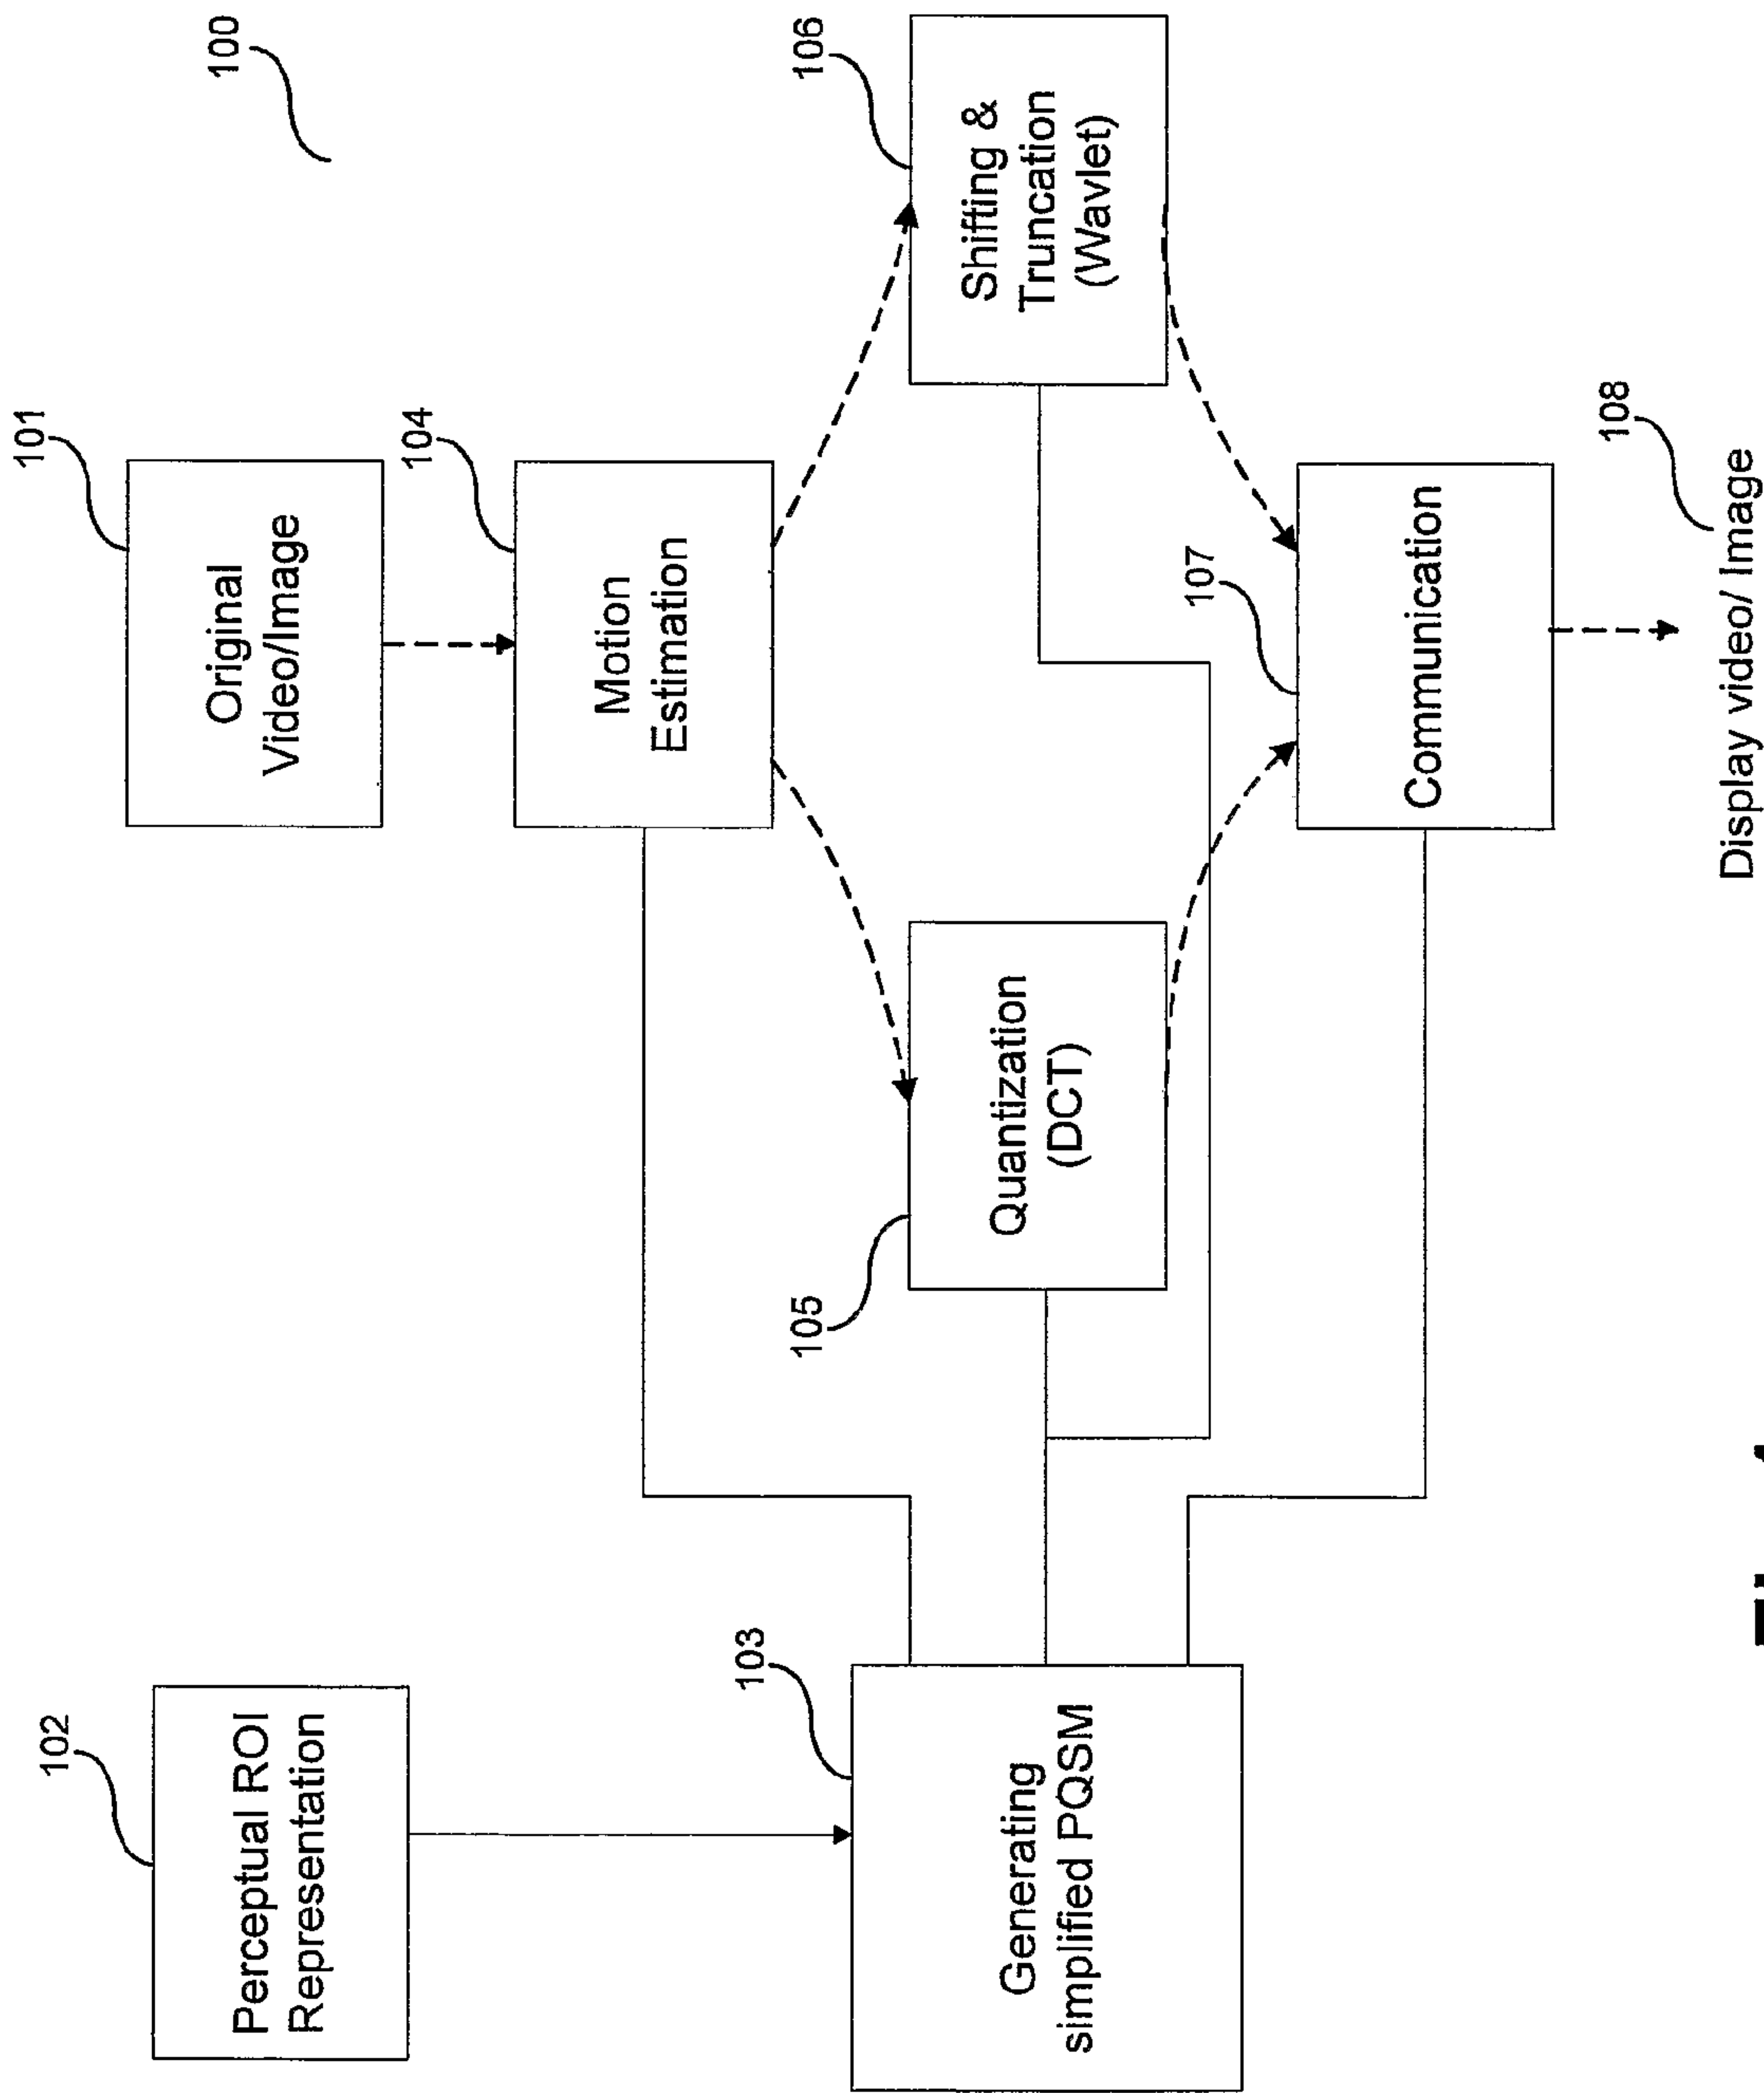 100
101
Original
Video/Image
102
Perceptual ROI
Representation
104
Motion
Estimation
103
Generating
simplified PQSM
105
Quantization
(DCT)
106
Shifting &
Truncation
(Wavlet)
107
Communication
108
Display video/ Image